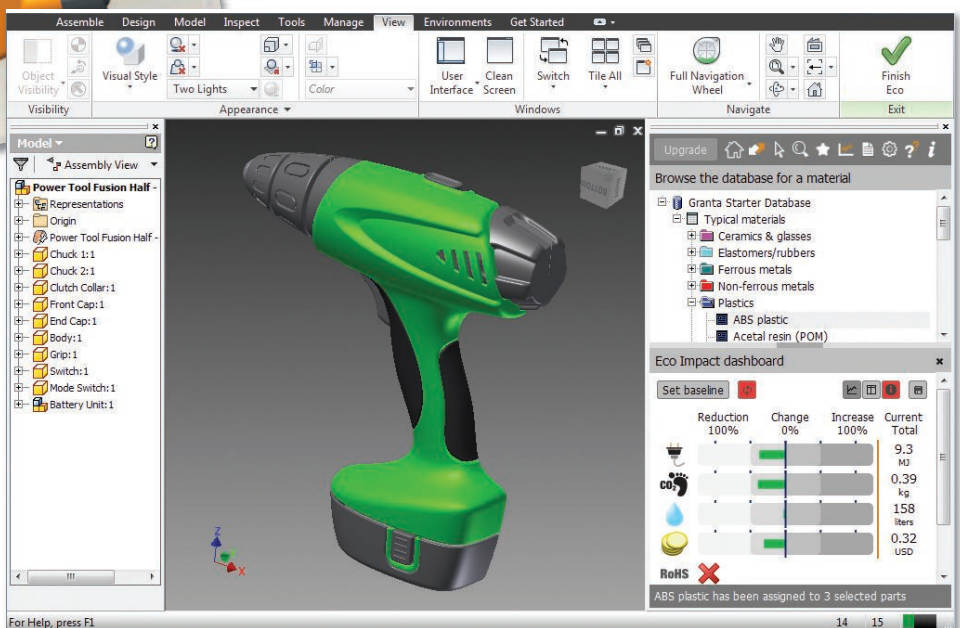 Assemble Design Model Inspect Tools Manage View Environments Get Started
Object Visibility
Visual Style
Two Lights
Color
User Interface
Clean Screen
Switch
Tile All
Full Navigation Wheel
Finish Eco
Visibility
Appearance
Windows
Navigate
Exit
Model
Assembly View
Power Tool Fusion Half -
Representations
Origin
Power Tool Fusion Half -
Chuck 1:1
Chuck 2:1
Clutch Collar:1
Front Cap:1
End Cap:1
Body:1
Grip:1
Switch:1
Mode Switch:1
Battery Unit:1
BOTTOM
Z
X
Upgrade
Browse the database for a material
Granta Starter Database
Typical materials
Ceramics & glasses
Elastomers/rubbers
Ferrous metals
Non-ferrous metals
Plastics
ABS plastic
Acetal resin (POM)
Eco Impact dashboard
Set baseline
Reduction 100% Change 0% Increase 100% Current Total
9.3 MJ
CO2 0.39 kg
158 liters
0.32 USD
RoHS
ABS plastic has been assigned to 3 selected parts
For Help, press F1
14 15